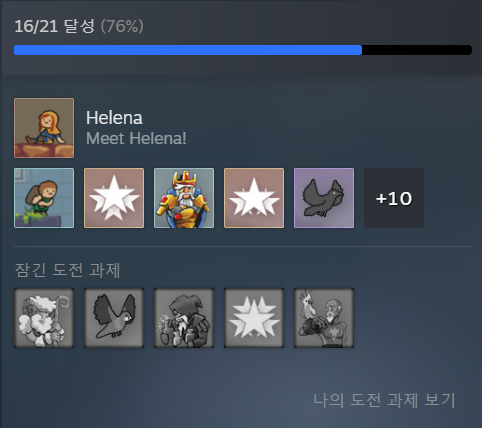 16/21 달성 (76%)
Helena
Meet Helena!
+10
잠긴 도전 과제
나의 도전 과제 보기